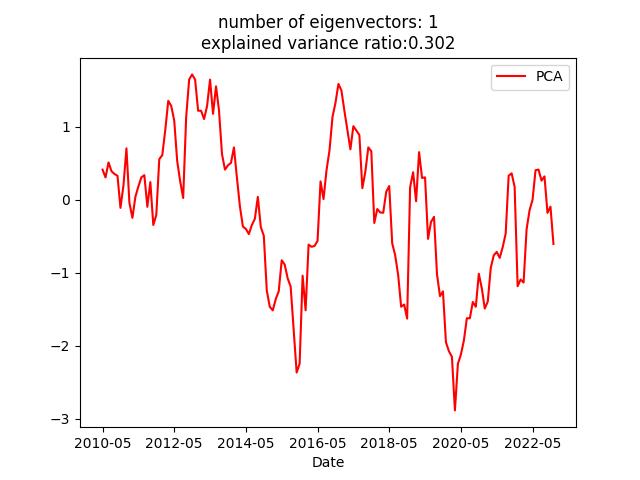 number of eigenvectors: 1
explained variance ratio:0.302
PCA
1
0
−1
−2
−3
2010-05 2012-05 2014-05 2016-05 2018-05 2020-05 2022-05
Date